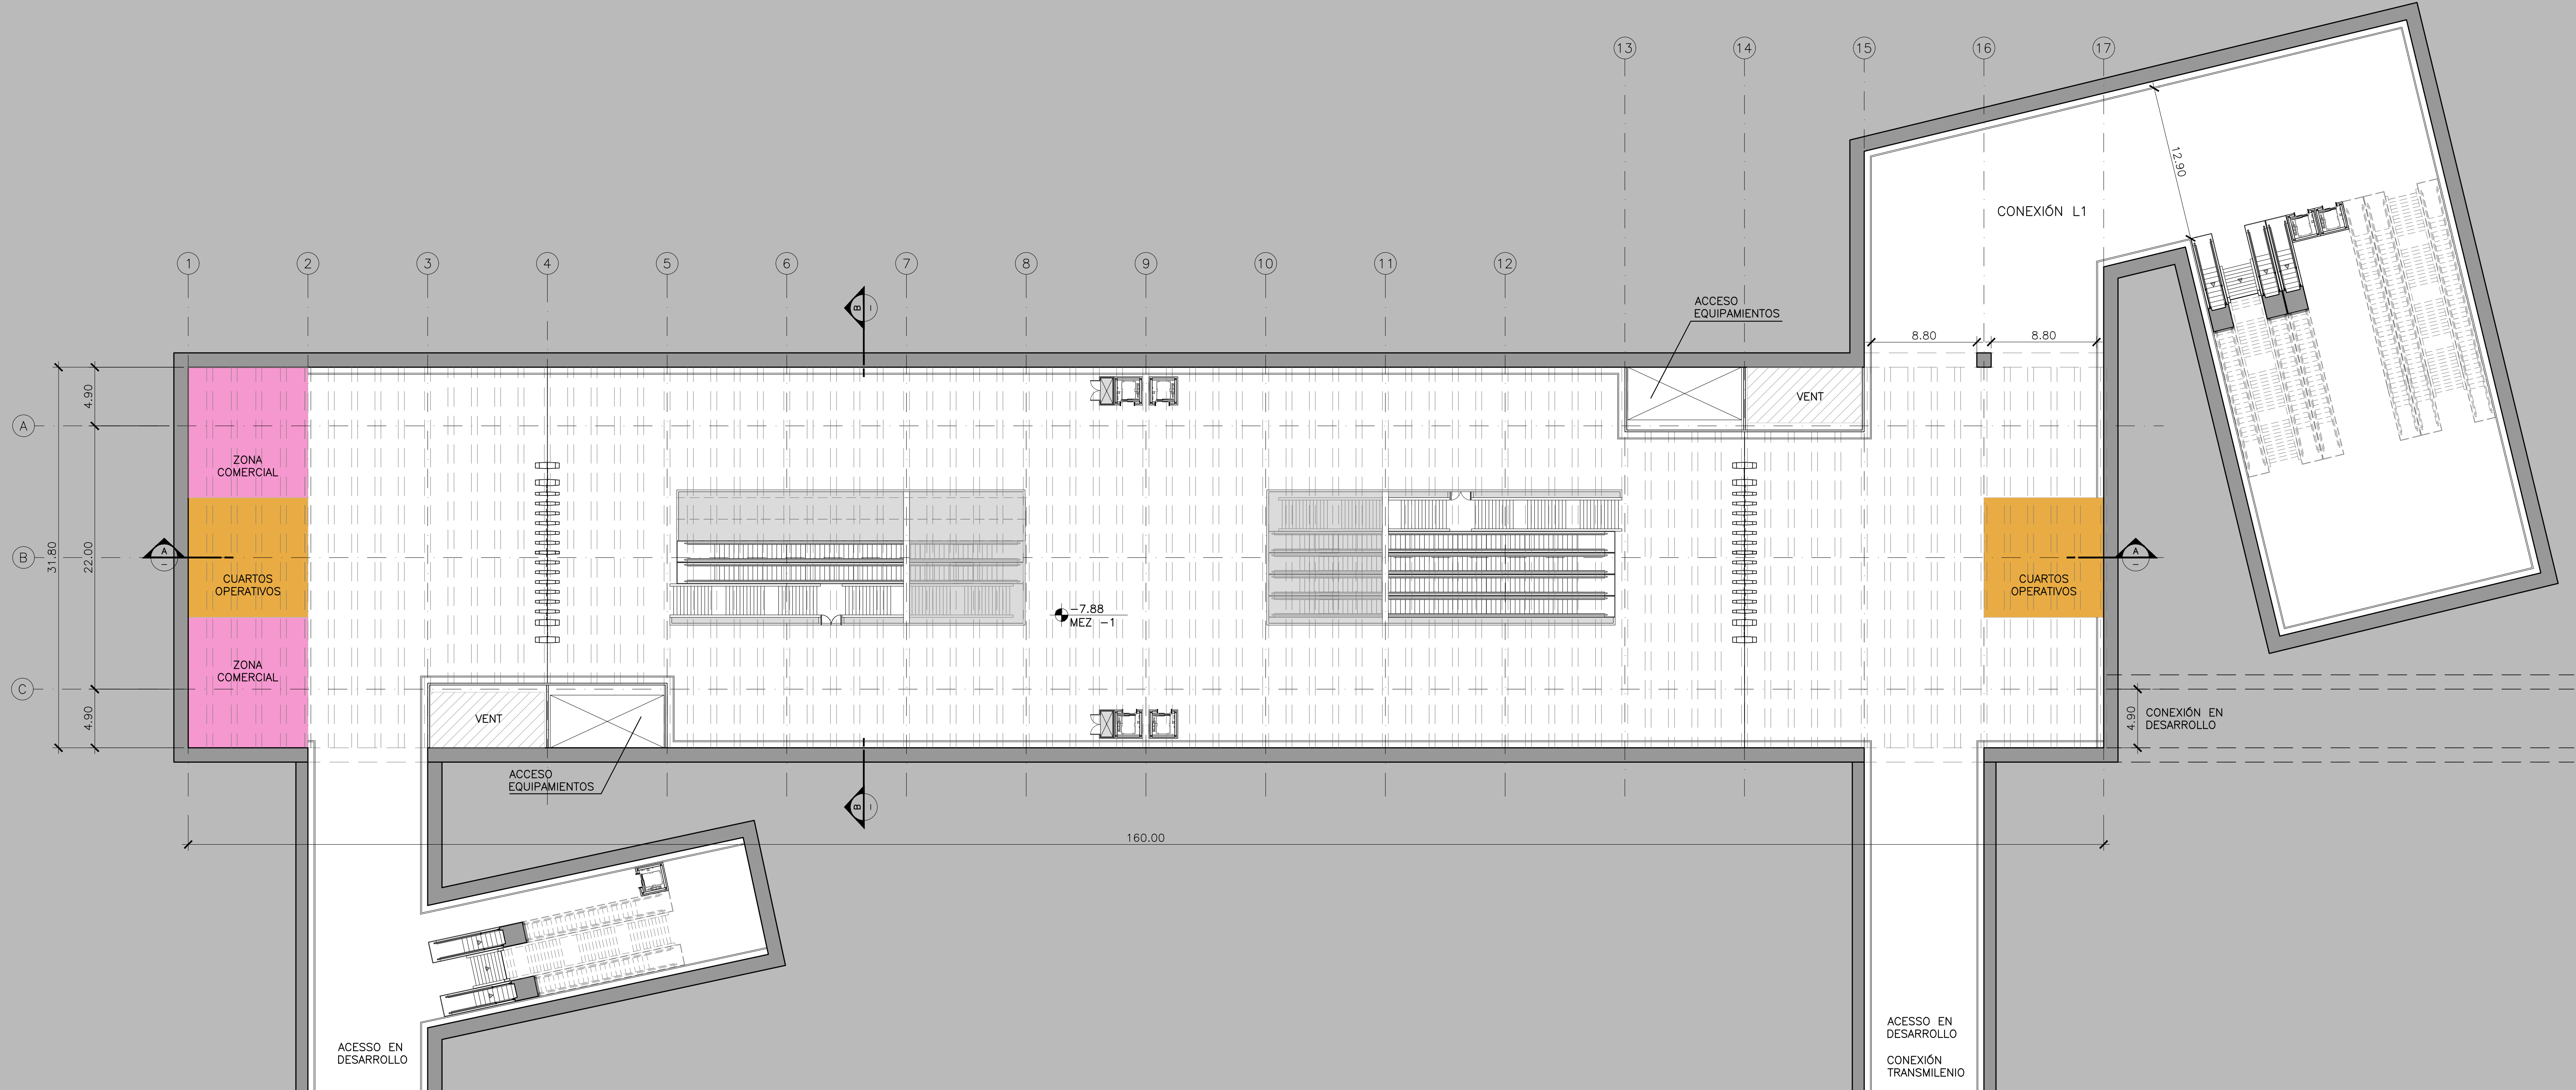 13
14
15
16
17
12.90
CONEXIÓN L1
1
2
3
4
5
6
7
8
9
10
11
12
B
–
ACCESO
EQUIPAMIENTOS
8.80
8.80
4.90
VENT
A
ZONA
COMERCIAL
31.80
22.00
B
A
–
A
–
CUARTOS
OPERATIVOS
CUARTOS
OPERATIVOS
-7.88
MEZ -1
ZONA
COMERCIAL
C
4.90
VENT
4.90
CONEXIÓN EN
DESARROLLO
ACCESO
EQUIPAMIENTOS
B
–
160.00
ACESSO EN
DESARROLLO
ACESSO EN
DESARROLLO
CONEXIÓN
TRANSMILENIO